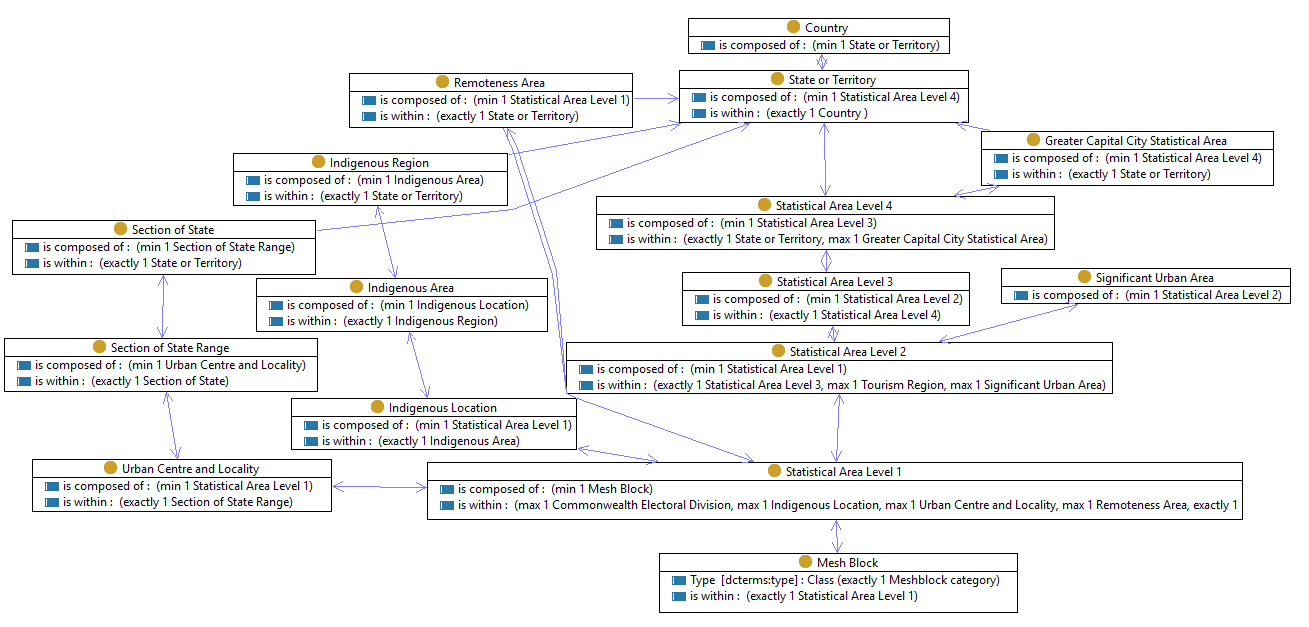 Country
is composed of : (min 1 State or Territory)
Remoteness Area
is composed of : (min 1 Statistical Area Level 1)
is within : (exactly 1 State or Territory)
State or Territory
is composed of : (min 1 Statistical Area Level 4)
is within : (exactly 1 Country )
Greater Capital City Statistical Area
is composed of : (min 1 Statistical Area Level 4)
is within : (exactly 1 State or Territory)
Indigenous Region
is composed of : (min 1 Indigenous Area)
is within : (exactly 1 State or Territory)
Statistical Area Level 4
is composed of : (min 1 Statistical Area Level 3)
is within : (exactly 1 State or Territory, max 1 Greater Capital City Statistical Area)
Section of State
is composed of : (min 1 Section of State Range)
is within : (exactly 1 State or Territory)
Indigenous Area
is composed of : (min 1 Indigenous Location)
is within : (exactly 1 Indigenous Region)
Statistical Area Level 3
is composed of : (min 1 Statistical Area Level 2)
is within : (exactly 1 Statistical Area Level 4)
Significant Urban Area
is composed of : (min 1 Statistical Area Level 2)
Section of State Range
is composed of : (min 1 Urban Centre and Locality)
is within : (exactly 1 Section of State)
Statistical Area Level 2
is composed of : (min 1 Statistical Area Level 1)
is within : (exactly 1 Statistical Area Level 3, max 1 Tourism Region, max 1 Significant Urban Area)
Indigenous Location
is composed of : (min 1 Statistical Area Level 1)
is within : (exactly 1 Indigenous Area)
Urban Centre and Locality
is composed of : (min 1 Statistical Area Level 1)
is within : (exactly 1 Section of State Range)
Statistical Area Level 1
is composed of : (min 1 Mesh Block)
is within : (max 1 Commonwealth Electoral Division, max 1 Indigenous Location, max 1 Urban Centre and Locality, max 1 Remoteness Area, exactly 1
Mesh Block
Type [dcterms:type] : Class (exactly 1 Meshblock category)
is within : (exactly 1 Statistical Area Level 1)